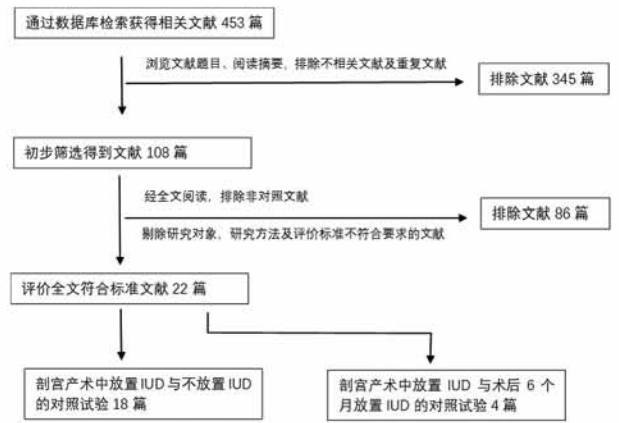 通过数据库检索获得相关文献 453 篇
浏览文献题目、阅读摘要，排除不相关文献及重复文献
排除文献 345 篇
初步筛选得到文献 108 篇
经全文阅读，排除非对照文献
排除文献 86 篇
剔除研究对象，研究方法及评价标准不符合要求的文献
评价全文符合标准文献 22 篇
剖宫产术中放置 IUD 与不放置 IUD
的对照试验 18 篇
剖宫产术中放置 IUD 与术后 6 个
月放置 IUD 的对照试验 4 篇